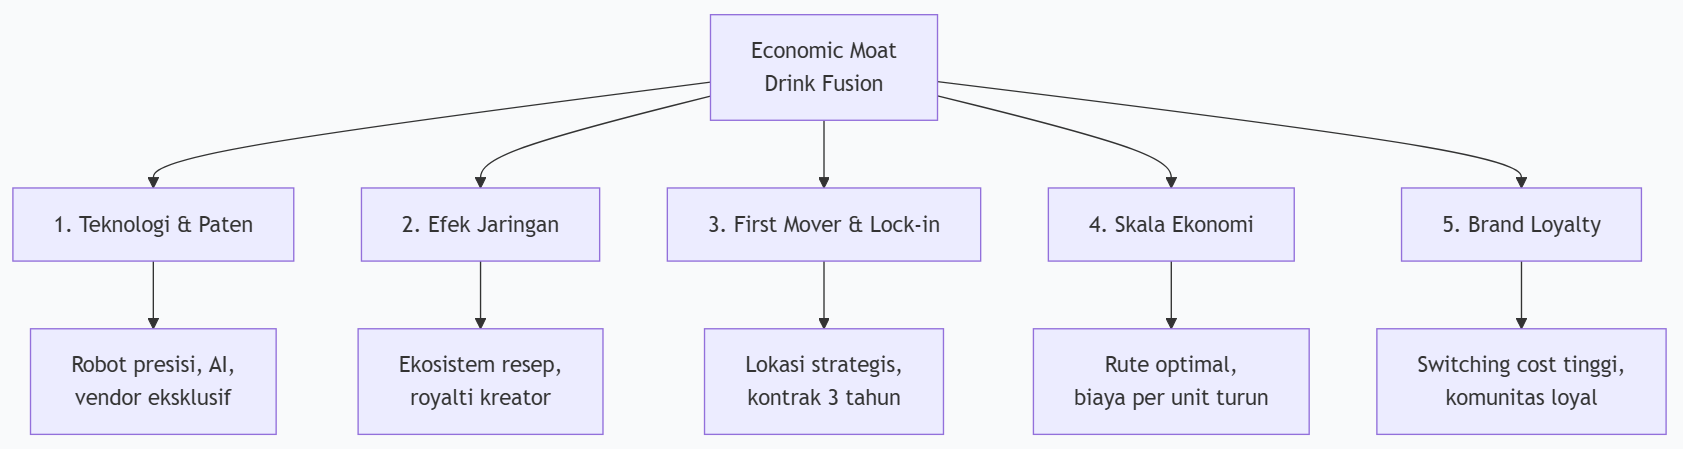 Economic Moat
Drink Fusion
1. Teknologi & Paten
2. Efek Jaringan
3. First Mover & Lock-in
4. Skala Ekonomi
5. Brand Loyalty
Robot presisi, AI,
vendor eksklusif
Ekosistem resep,
royalti kreator
Lokasi strategis,
kontrak 3 tahun
Rute optimal,
biaya per unit turun
Switching cost tinggi,
komunitas loyal